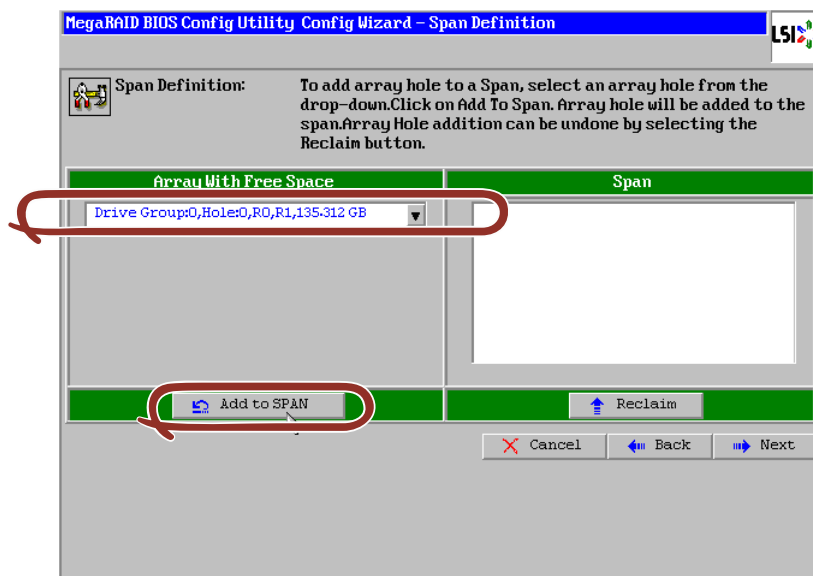 MegaRAID BIOS Config Utility Config Wizard – Span Definition
LSI
Span Definition:
To add array hole to a Span, select an array hole from the
drop-down.Click on Add To Span. Array hole will be added to the
span.Array Hole addition can be undone by selecting the
Reclaim button.
Array With Free Space
Span
Drive Group:0,Hole:0,R0,R1,135.312 GB
Add to SPAN
Reclaim
Cancel
Back
Next